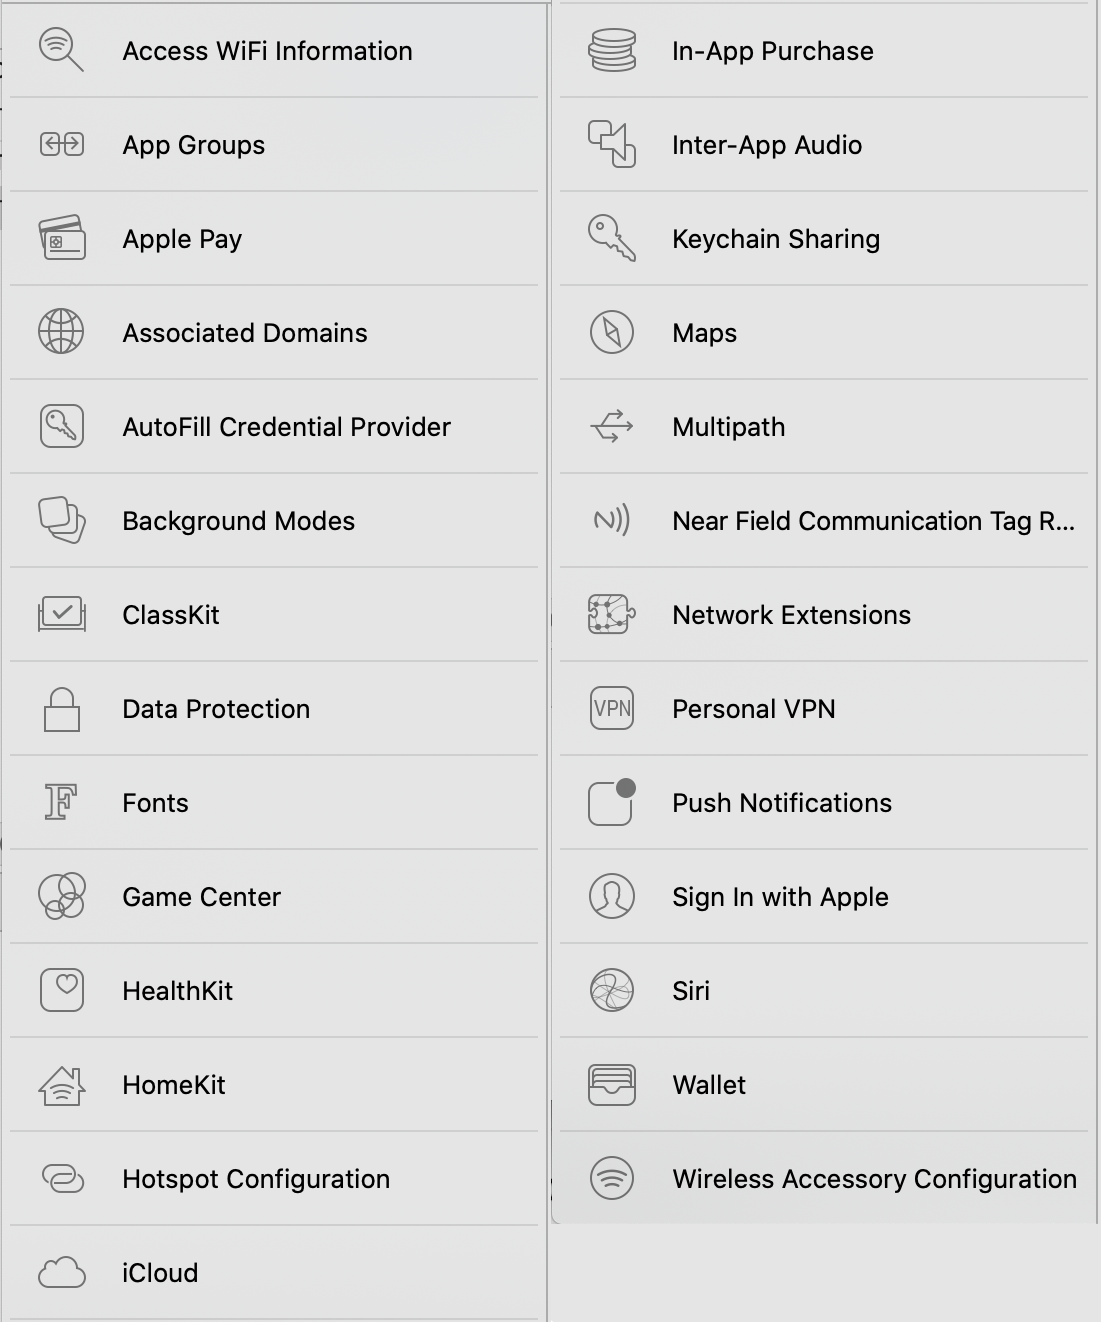 Access WiFi Information
App Groups
Apple Pay
Associated Domains
AutoFill Credential Provider
Background Modes
ClassKit
Data Protection
Fonts
Game Center
HealthKit
HomeKit
Hotspot Configuration
iCloud
In-App Purchase
Inter-App Audio
Keychain Sharing
Maps
Multipath
Near Field Communication Tag R...
Network Extensions
VPN Personal VPN
Push Notifications
Sign In with Apple
Siri
Wallet
Wireless Accessory Configuration